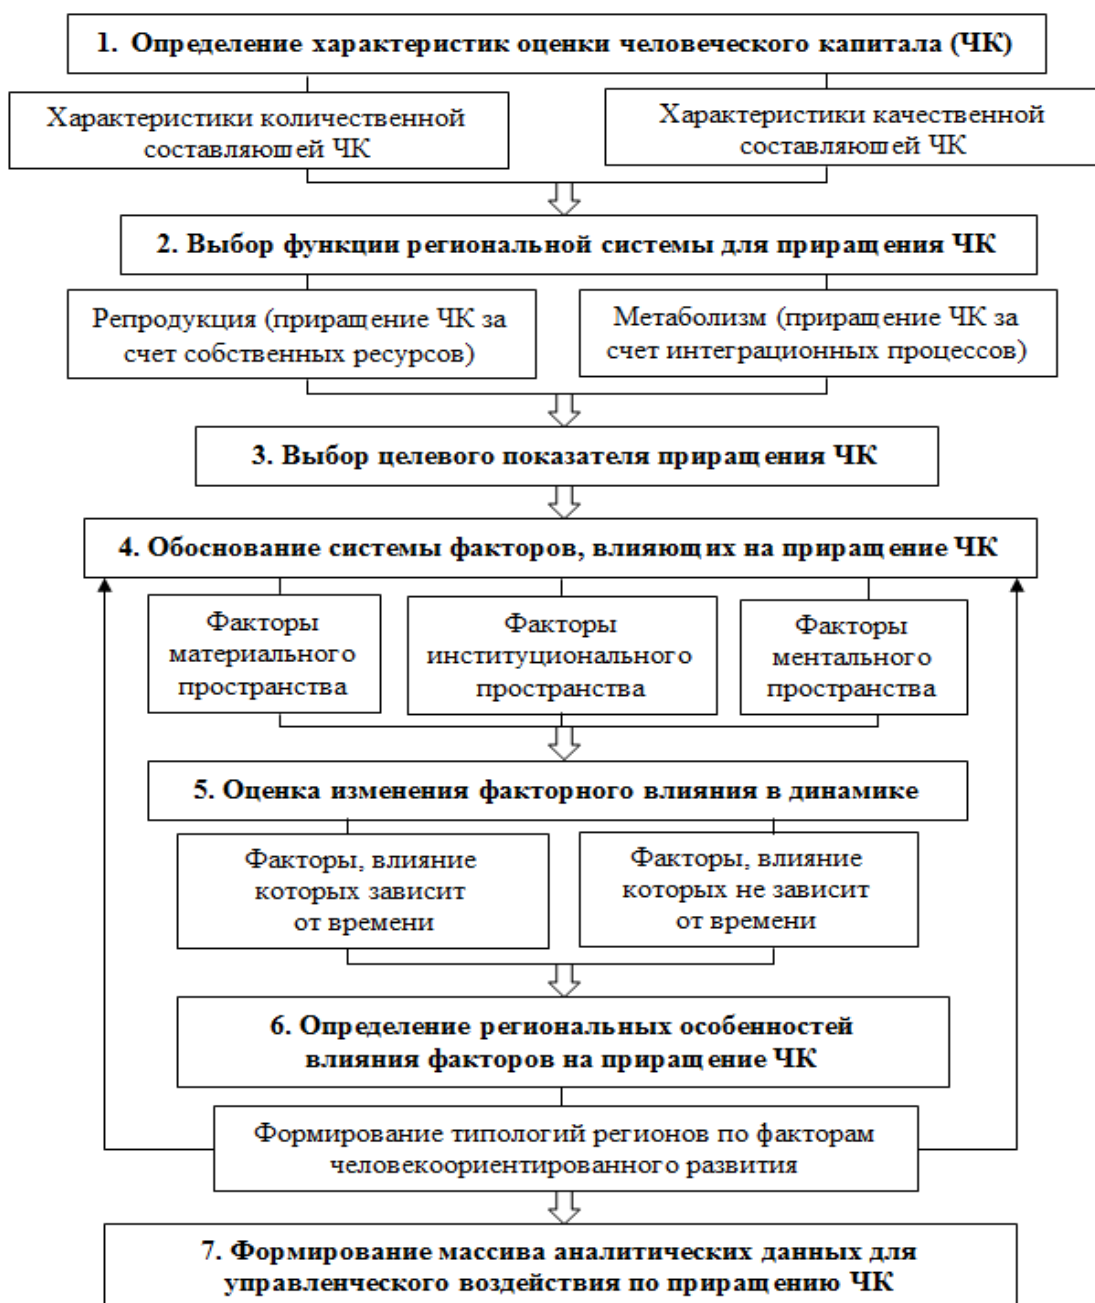 1. Определение характеристик оценки человеческого капитала (ЧК)
Характеристики количественной
составляющей ЧК
Характеристики качественной
составляющей ЧК
2. Выбор функции региональной системы для приращения ЧК
Репродукция (приращение ЧК за
счет собственных ресурсов)
Метаболизм (приращение ЧК за
счет интеграционных процессов)
3. Выбор целевого показателя приращения ЧК
4. Обоснование системы факторов, влияющих на приращение ЧК
Факторы
материального
пространства
Факторы
институционального
пространства
Факторы
ментального
пространства
5. Оценка изменения факторного влияния в динамике
Факторы, влияние
которых зависит
от времени
Факторы, влияние
которых не зависит
от времени
6. Определение региональных особенностей
влияния факторов на приращение ЧК
Формирование типологий регионов по факторам
человекоориентированного развития
7. Формирование массива аналитических данных для
управленческого воздействия по приращению ЧК